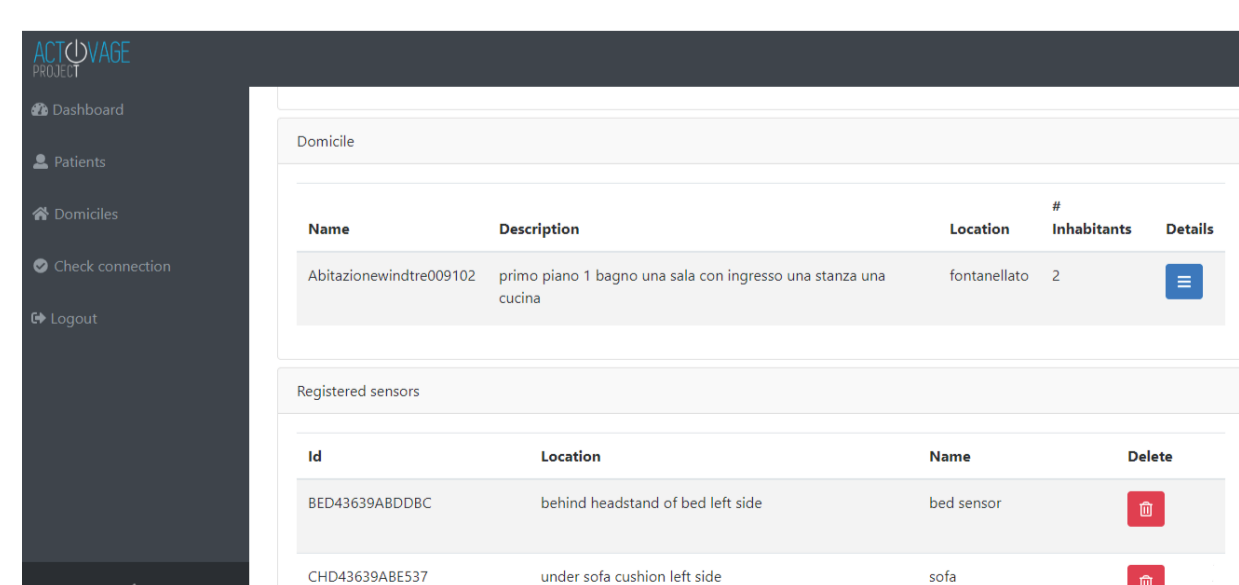 ACTIVAGE
PROJECT
Dashboard
Patients
Domiciles
Check connection
Logout
Domicile
Name Description Location # Inhabitants Details
Abitazionewindtre009102 primo piano 1 bagno una sala con ingresso una stanza una fontanellato 2
cucina
Registered sensors
Id Location Name Delete
BED43639ABDDBC behind headstand of bed left side bed sensor
CHD43639ABE537 under sofa cushion left side sofa